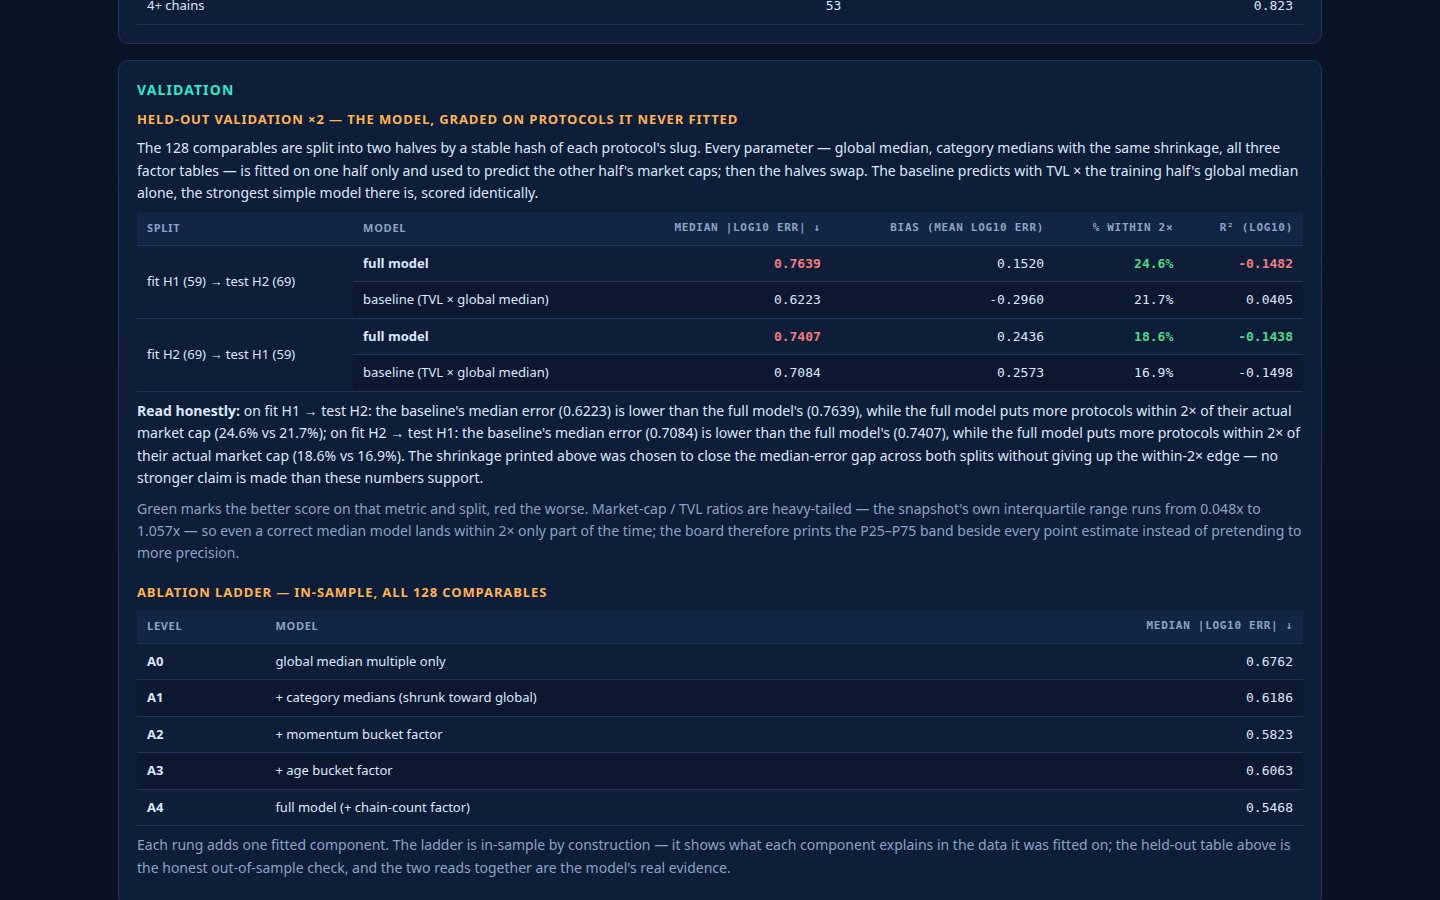 4+ chains 53 0.823
VALIDATION
HELD-OUT VALIDATION ×2 — THE MODEL, GRADED ON PROTOCOLS IT NEVER FITTED
The 128 comparables are split into two halves by a stable hash of each protocol's slug. Every parameter — global median, category medians with the same shrinkage, all three
factor tables — is fitted on one half only and used to predict the other half's market caps; then the halves swap. The baseline predicts with TVL × the training half's global median
alone, the strongest simple model there is, scored identically.
SPLIT MODEL MEDIAN |LOG10 ERR| ↓ BIAS (MEAN LOG10 ERR) % WITHIN 2× R² (LOG10)
fit H1 (59) → test H2 (69) full model 0.7639 0.1520 24.6% -0.1482
baseline (TVL × global median) 0.6223 -0.2960 21.7% 0.0405
fit H2 (69) → test H1 (59) full model 0.7407 0.2436 18.6% -0.1438
baseline (TVL × global median) 0.7084 0.2573 16.9% -0.1498
Read honestly: on fit H1 → test H2: the baseline's median error (0.6223) is lower than the full model's (0.7639), while the full model puts more protocols within 2× of their actual
market cap (24.6% vs 21.7%); on fit H2 → test H1: the baseline's median error (0.7084) is lower than the full model's (0.7407), while the full model puts more protocols within 2× of
their actual market cap (18.6% vs 16.9%). The shrinkage printed above was chosen to close the median-error gap across both splits without giving up the within-2× edge — no
stronger claim is made than these numbers support.
Green marks the better score on that metric and split, red the worse. Market-cap / TVL ratios are heavy-tailed — the snapshot's own interquartile range runs from 0.048x to
1.057x — so even a correct median model lands within 2× only part of the time; the board therefore prints the P25–P75 band beside every point estimate instead of pretending to
more precision.
ABLATION LADDER — IN-SAMPLE, ALL 128 COMPARABLES
LEVEL MODEL MEDIAN |LOG10 ERR| ↓
A0 global median multiple only 0.6762
A1 + category medians (shrunk toward global) 0.6186
A2 + momentum bucket factor 0.5823
A3 + age bucket factor 0.6063
A4 full model (+ chain-count factor) 0.5468
Each rung adds one fitted component. The ladder is in-sample by construction — it shows what each component explains in the data it was fitted on; the held-out table above is
the honest out-of-sample check, and the two reads together are the model's real evidence.